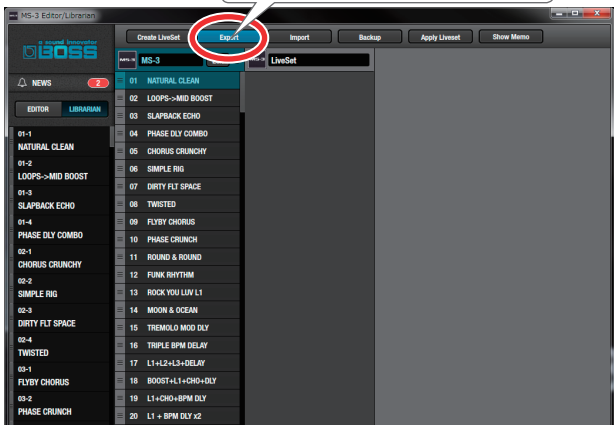 MS-3 Editor/Librarian
Create LiveSet Export Import Backup Apply Liveset Show Memo
a sound innovator
BOSS
MS-3 MS-3 MS-3 LiveSet
NEWS 2
EDITOR LIBRARIAN
01-1
NATURAL CLEAN
01-2
LOOPS->MID BOOST
01-3
SLAPBACK ECHO
01-4
PHASE DLY COMBO
02-1
CHORUS CRUNCHY
02-2
SIMPLE RIG
02-3
DIRTY FLT SPACE
02-4
TWISTED
03-1
FLYBY CHORUS
03-2
PHASE CRUNCH
01 NATURAL CLEAN
02 LOOPS->MID BOOST
03 SLAPBACK ECHO
04 PHASE DLY COMBO
05 CHORUS CRUNCHY
06 SIMPLE RIG
07 DIRTY FLT SPACE
08 TWISTED
09 FLYBY CHORUS
10 PHASE CRUNCH
11 ROUND & ROUND
12 FUNK RHYTHM
13 ROCK YOU LUV L1
14 MOON & OCEAN
15 TREMOLO MOD DLY
16 TRIPLE BPM DELAY
17 L1+L2+L3+DELAY
18 BOOST+L1+CHO+DLY
19 L1+CHO+BPM DLY
20 L1 + BPM DLY x2